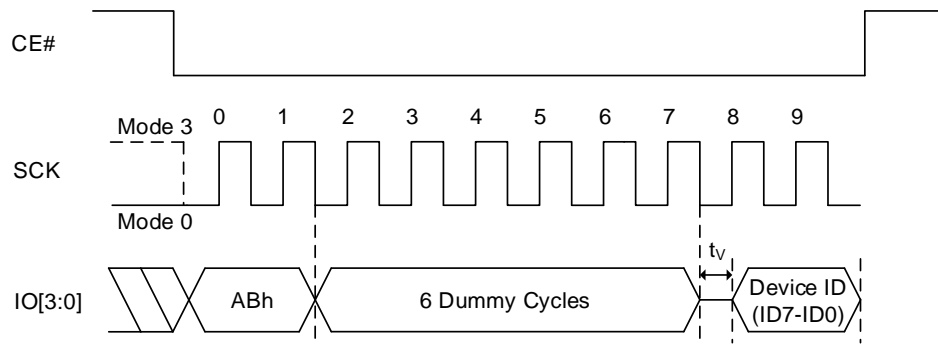 CE#
0 1 2 3 4 5 6 7 8 9
Mode 3
SCK
Mode 0
tV
IO[3:0]
ABh
6 Dummy Cycles
Device ID
(ID7-ID0)